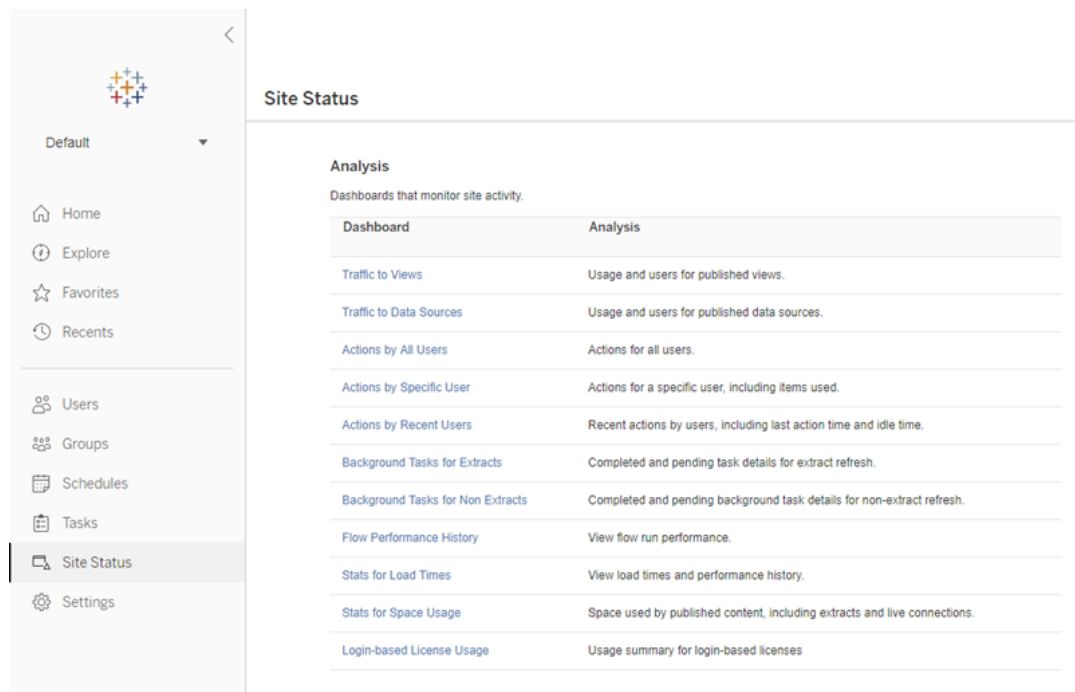 Default
Home
Explore
Favorites
Recents
Users
Groups
Schedules
Tasks
Site Status
Settings
Site Status
Analysis
Dashboards that monitor site activity.
Dashboard Analysis
Traffic to Views Usage and users for published views.
Traffic to Data Sources Usage and users for published data sources.
Actions by All Users Actions for all users.
Actions by Specific User Actions for a specific user, including items used.
Actions by Recent Users Recent actions by users, including last action time and idle time.
Background Tasks for Extracts Completed and pending task details for extract refresh.
Background Tasks for Non Extracts Completed and pending background task details for non-extract refresh.
Flow Performance History View flow run performance.
Stats for Load Times View load times and performance history.
Stats for Space Usage Space used by published content, including extracts and live connections.
Login-based License Usage Usage summary for login-based licenses